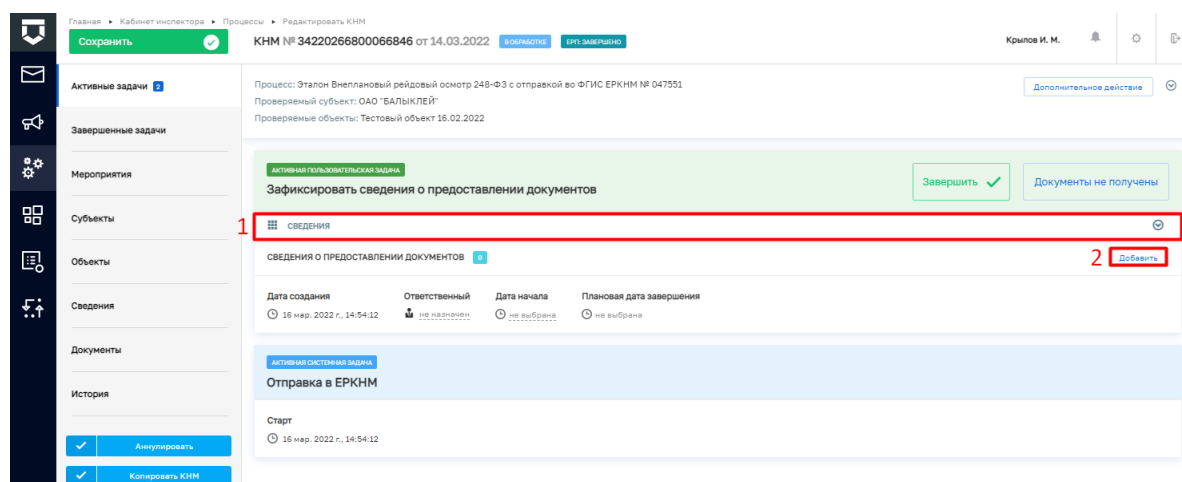 Главная ▸ Кабинет инспектора ▸ Процессы ▸ Редактировать КНМ
Сохранить
КНМ № 34220266800066846 от 14.03.2022 В ОБРАБОТКЕ ЕРП: ЗАВЕРШЕНО
Крылов И. М.
Активные задачи 2
Завершенные задачи
Мероприятия
Субъекты
Объекты
Сведения
Документы
История
Аннулировать
Копировать КНМ
Процесс: Эталон Внеплановый рейдовый осмотр 248-ФЗ с отправкой во ФГИС ЕРКНМ № 047551
Проверяемый субъект: ОАО "БАЛЫКЛЕЙ"
Проверяемые объекты: Тестовый объект 16.02.2022
Дополнительное действие
АКТИВНАЯ ПОЛЬЗОВАТЕЛЬСКАЯ ЗАДАЧА
Зафиксировать сведения о предоставлении документов
Завершить
Документы не получены
1 СВЕДЕНИЯ
СВЕДЕНИЯ О ПРЕДОСТАВЛЕНИИ ДОКУМЕНТОВ 0
2 Добавить
Дата создания Ответственный Дата начала Плановая дата завершения
16 мар. 2022 г., 14:54:12 не назначен не выбрана не выбрана
АКТИВНАЯ СИСТЕМНАЯ ЗАДАЧА
Отправка в ЕРКНМ
Старт
16 мар. 2022 г., 14:54:12